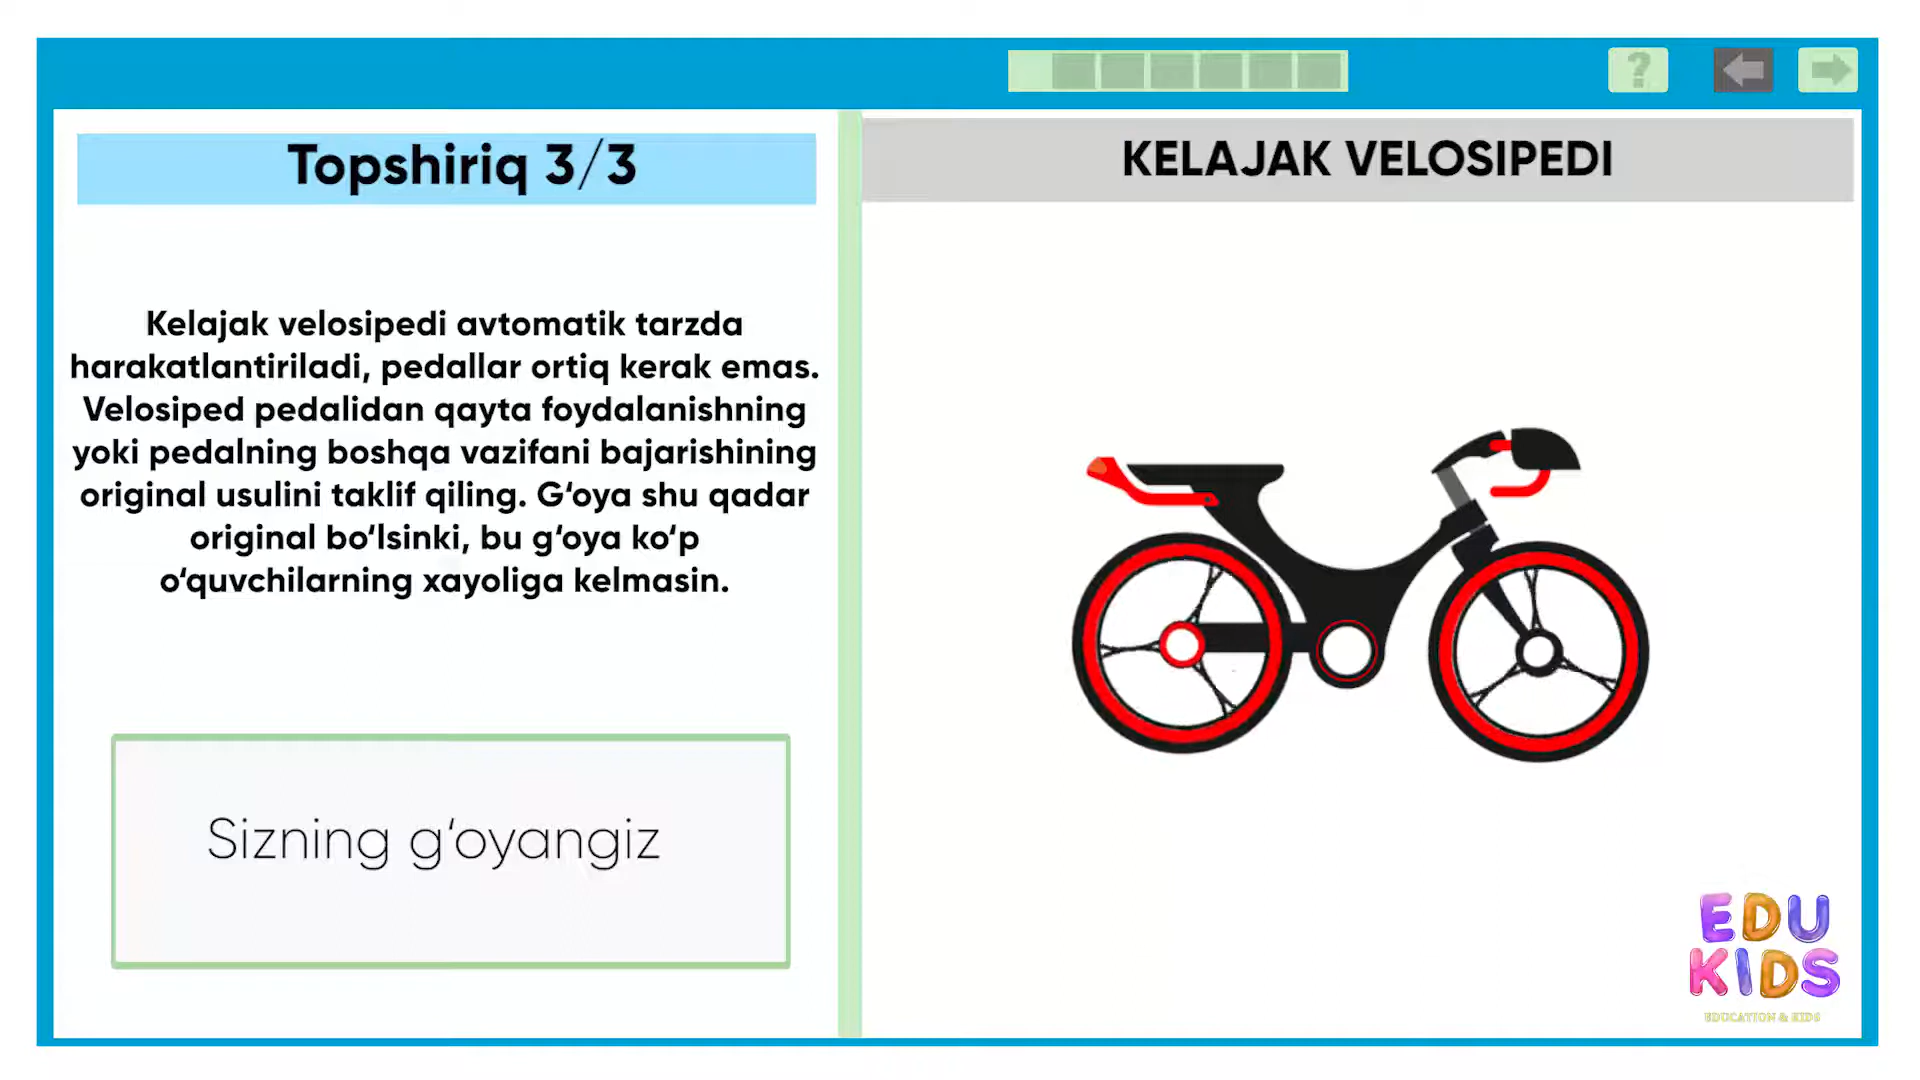 ?
Topshiriq 3/3
KELAJAK VELOSIPEDI
Kelajak velosipedi avtomatik tarzda
harakatlantiriladi, pedallar ortiq kerak emas.
Velosiped pedalidan qayta foydalanishning
yoki pedalning boshqa vazifani bajarishining
original usulini taklif qiling. G‘oya shu qadar
original bo‘lsinki, bu g‘oya ko‘p
o‘quvchilarning xayoliga kelmasin.
Sizning g‘oyangiz
EDU
KIDS
EDUCATION & KIDS